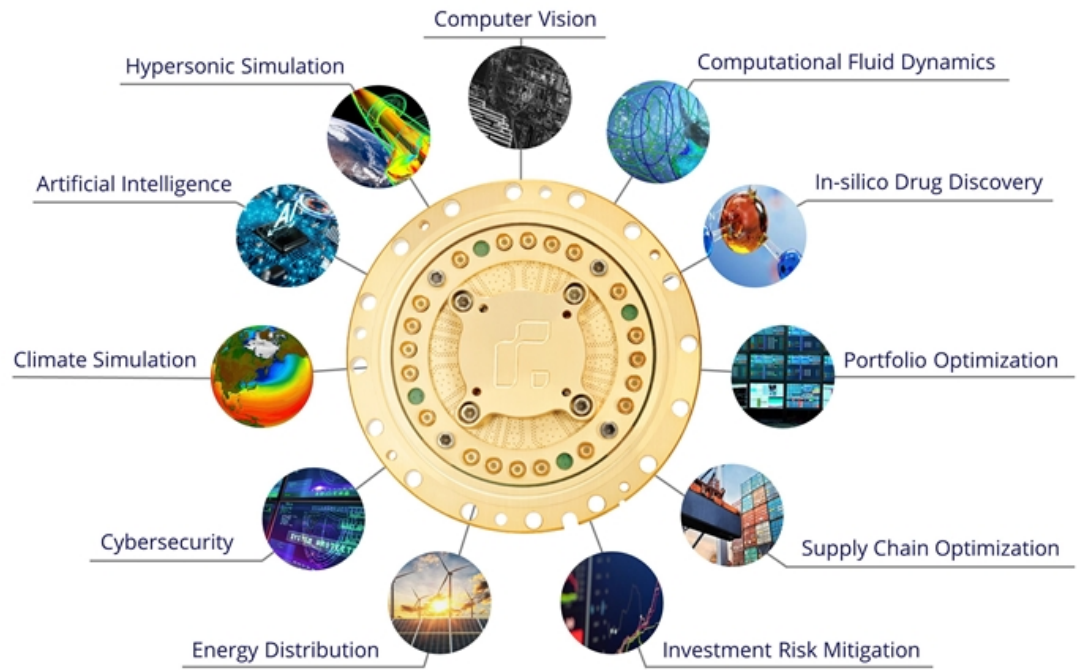 Computer Vision
Hypersonic Simulation
Computational Fluid Dynamics
Artificial Intelligence
In-silico Drug Discovery
AI
Climate Simulation
Portfolio Optimization
Cybersecurity
Supply Chain Optimization
Energy Distribution
Investment Risk Mitigation